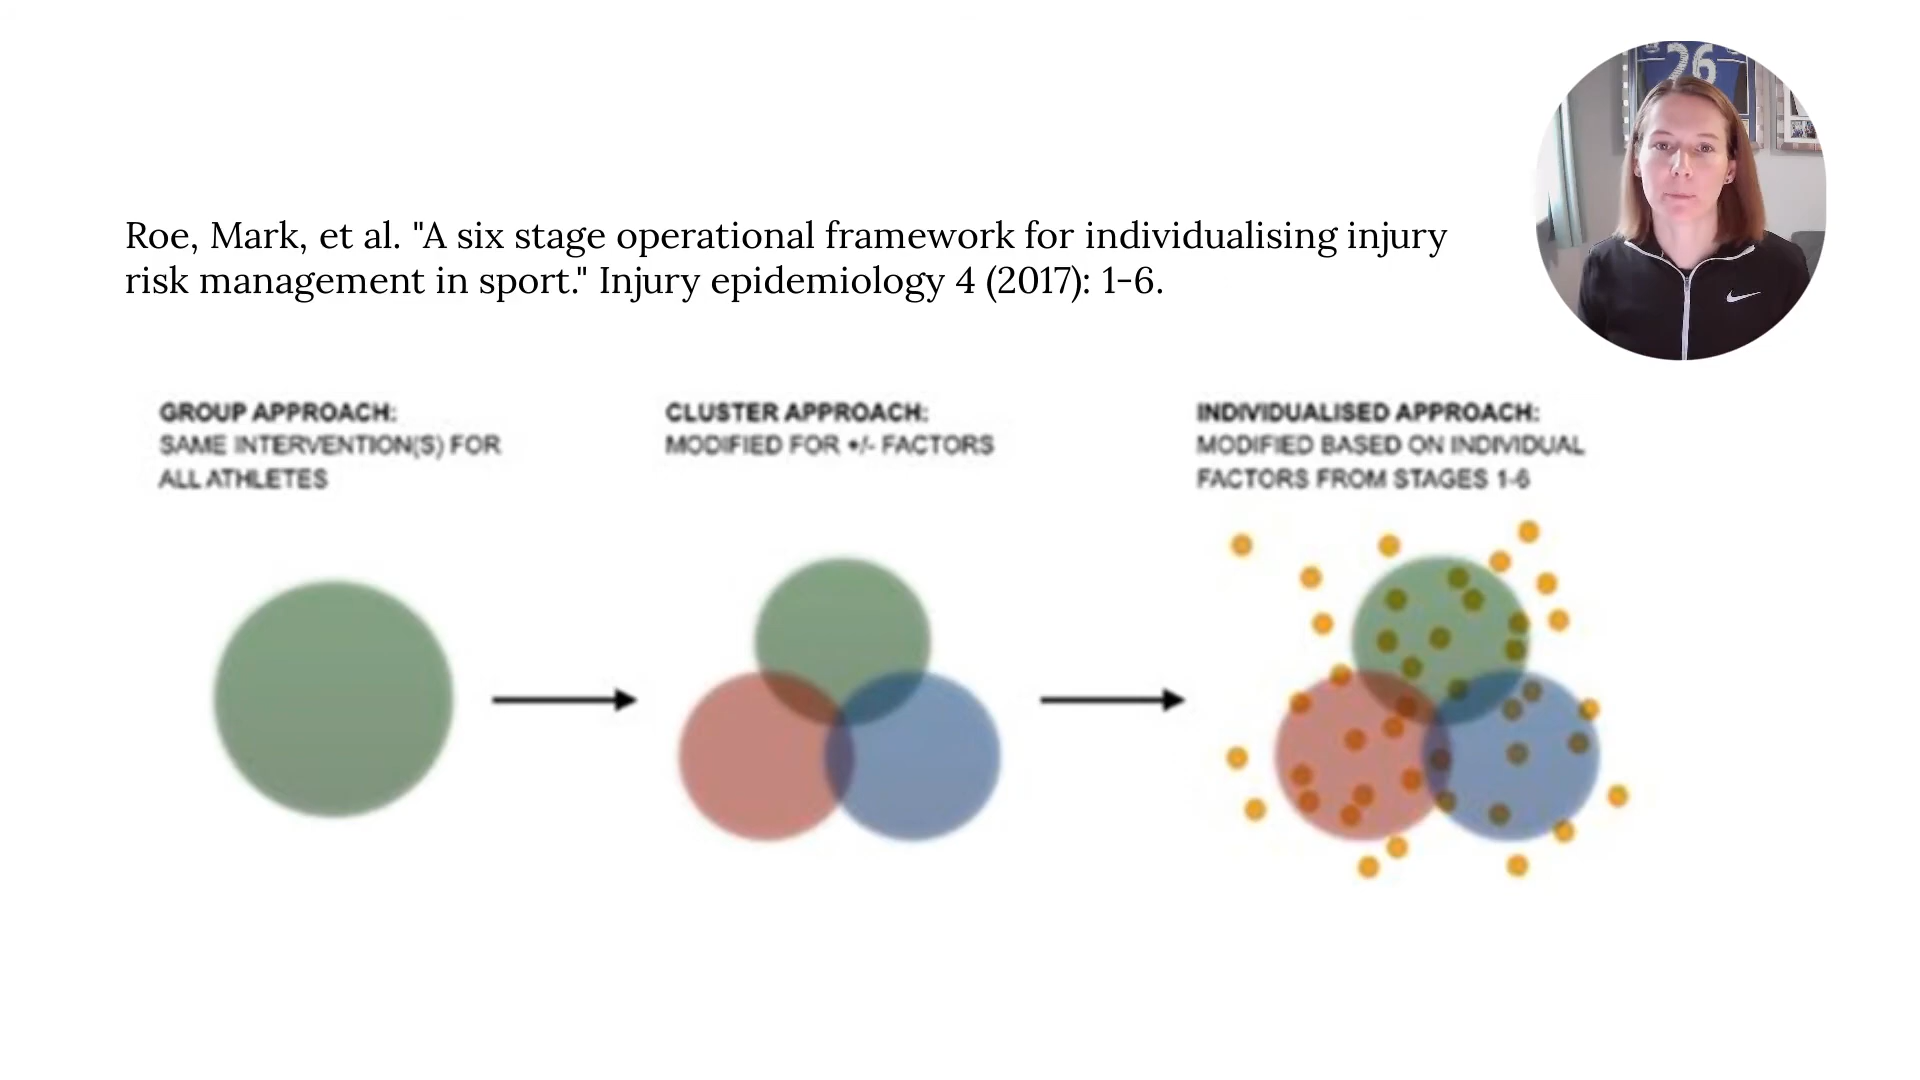 26
Roe, Mark, et al. "A six stage operational framework for individualising injury
risk management in sport." Injury epidemiology 4 (2017): 1-6.
GROUP APPROACH:
SAME INTERVENTION(S) FOR
ALL ATHLETES
CLUSTER APPROACH:
MODIFIED FOR +/- FACTORS
INDIVIDUALISED APPROACH:
MODIFIED BASED ON INDIVIDUAL
FACTORS FROM STAGES 1-6